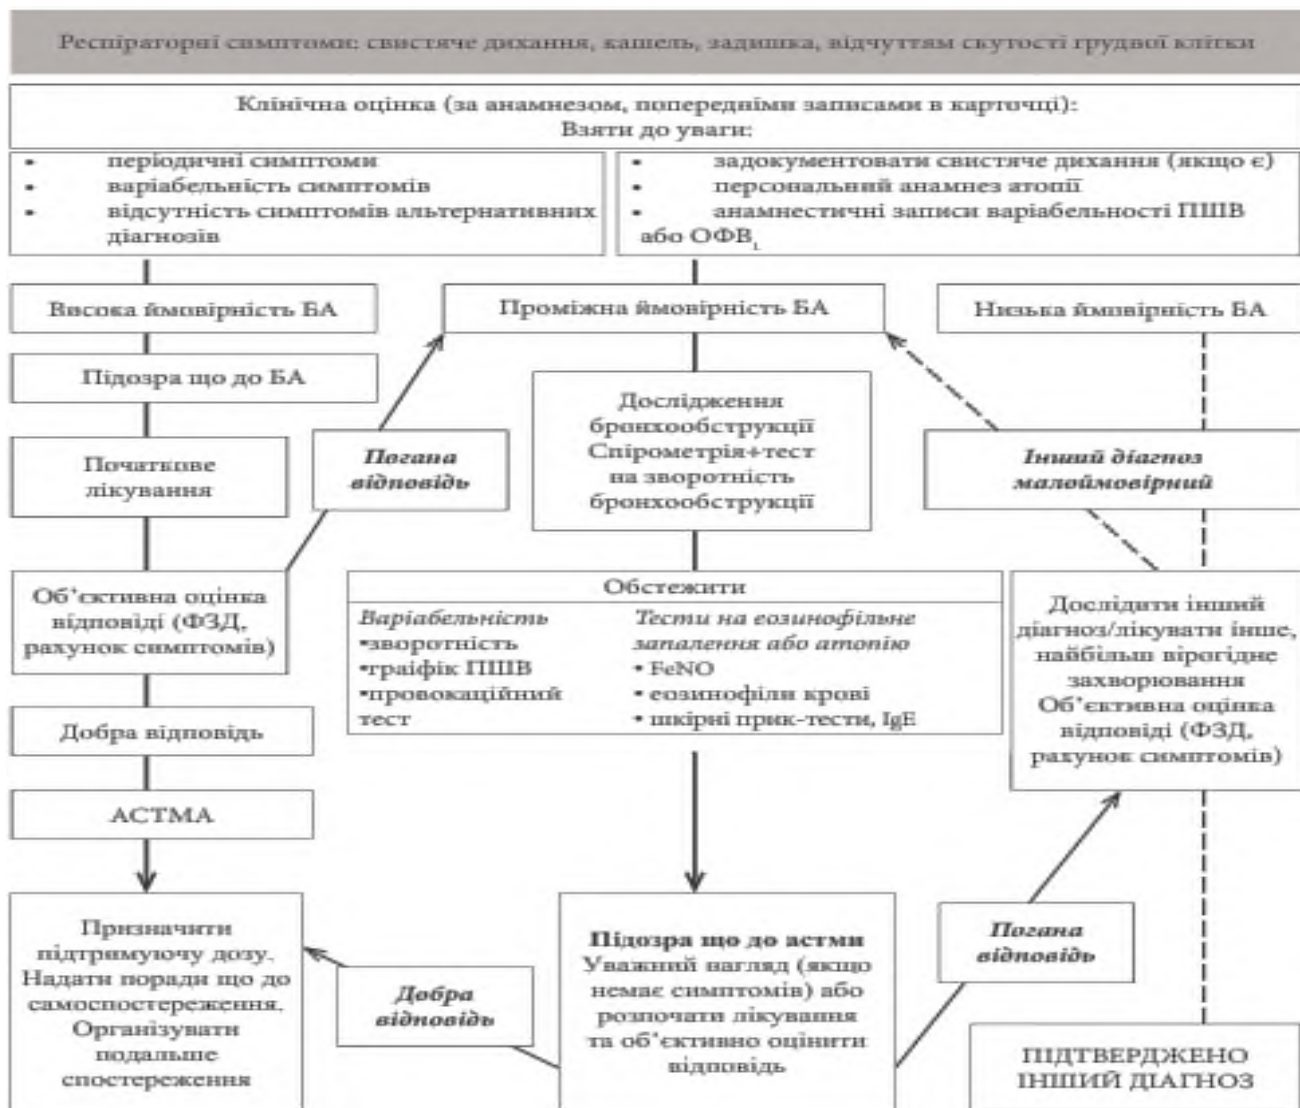 Респіраторні симптоми: свистяче дихання, кашель, задишка, відчуттям скутості грудвої клітки
Клінічна оцінка (за анамнезом, попередніми записами в карточці):
Взяти до уваги:
• періодичні симптоми
• варіабельність симптомів
• відсутність симптомів альтернативних
діагнозів
• задокументовати свистяче дихання (якщо є)
• персональний анамнез атопії
• анамнестичні записи варіабельності ПШВ
або ОФВ₁
Висока ймовірність БА
Проміжна ймовірність БА
Низька ймовірність БА
Підозра що до БА
Початкове
лікування
Погана
відповідь
Дослідження
бронхообструкції
Спірометрія+тест
на зворотність
бронхообструкції
Інший діагноз
малоймовірний
Об'єктивна оцінка
відповіді (ФЗД,
рахунок симптомів)
Обстежити
Варіабельність
•зворотність
•граіфік ПШВ
•провокаційний
тест
Тести на еозинофільне
запалення або атопію
• FeNO
• еозинофіли крові
• шкірні прик-тести, IgE
Дослідити інший
діагноз/лікувати інше,
найбільш вірогідне
захворювання
Об'єктивна оцінка
відповіді (ФЗД,
рахунок симптомів)
Добра відповідь
АСТМА
Призначити
підтримуючу дозу.
Надати поради що до
самоспостереження.
Організувати
подальше
спостереження
Добра
відповідь
Підозра що до астми
Уважний нагляд (якщо
немає симптомів) або
розпочати лікування
та об'єктивно оцінити
відповідь
Погана
відповідь
ПІДТВЕРДЖЕНО
ІНШИЙ ДІАГНОЗ